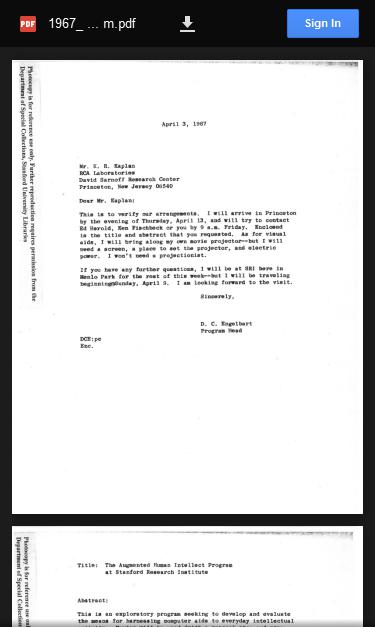 PDF 1967_ ... m.pdf Sign In
Photocopy is for reference use only. Further reproduction requires permission from the
Department of Special Collections, Stanford University Libraries
April 3, 1967
Mr. E. R. Kaplan
RCA Laboratories
David Sarnoff Research Center
Princeton, New Jersey 08540
Dear Mr. Kaplan:
This is to verify our arrangements. I will arrive in Princeton
by the evening of Thursday, April 13, and will try to contact
Ed Herold, Ken Fischbeck or you by 9 a.m. Friday. Enclosed
is the title and abstract that you requested. As for visual
aids, I will bring along my own movie projector--but I will
need a screen, a place to set the projector, and electric
power. I won't need a projectionist.
If you have any further questions, I will be at SRI here in
Menlo Park for the rest of this week--but I will be traveling
beginning Sunday, April 9. I am looking forward to the visit.
Sincerely,
D. C. Engelbart
Program Head
DCE:pe
Enc.
Photocopy is for reference use
Department of Special Collections
Title: The Augmented Human Intellect Program
at Stanford Research Institute
Abstract:
This is an exploratory program seeking to develop and evaluate
the means for harnessing computer aids to everyday intellectual